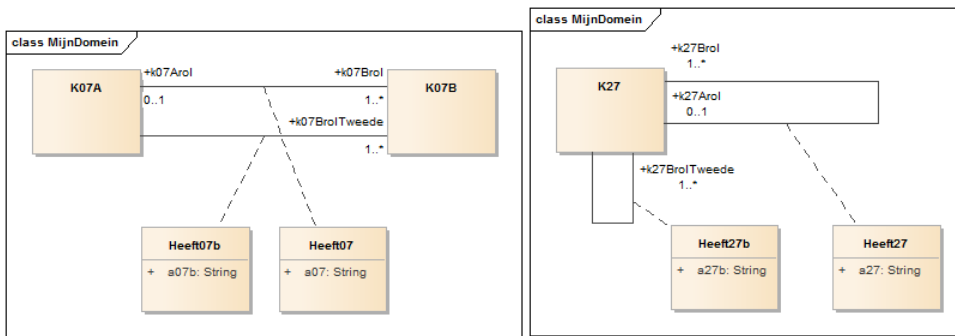 class MijnDomein
K07A
+k07Arol
0..1
+k07Brol
1..*
K07B
+k07BrolTweede
1..*
Heeft07b
+ a07b: String
Heeft07
+ a07: String
class MijnDomein
+k27Brol
1..*
K27
+k27Arol
0..1
+k27BrolTweede
1..*
Heeft27b
+ a27b: String
Heeft27
+ a27: String